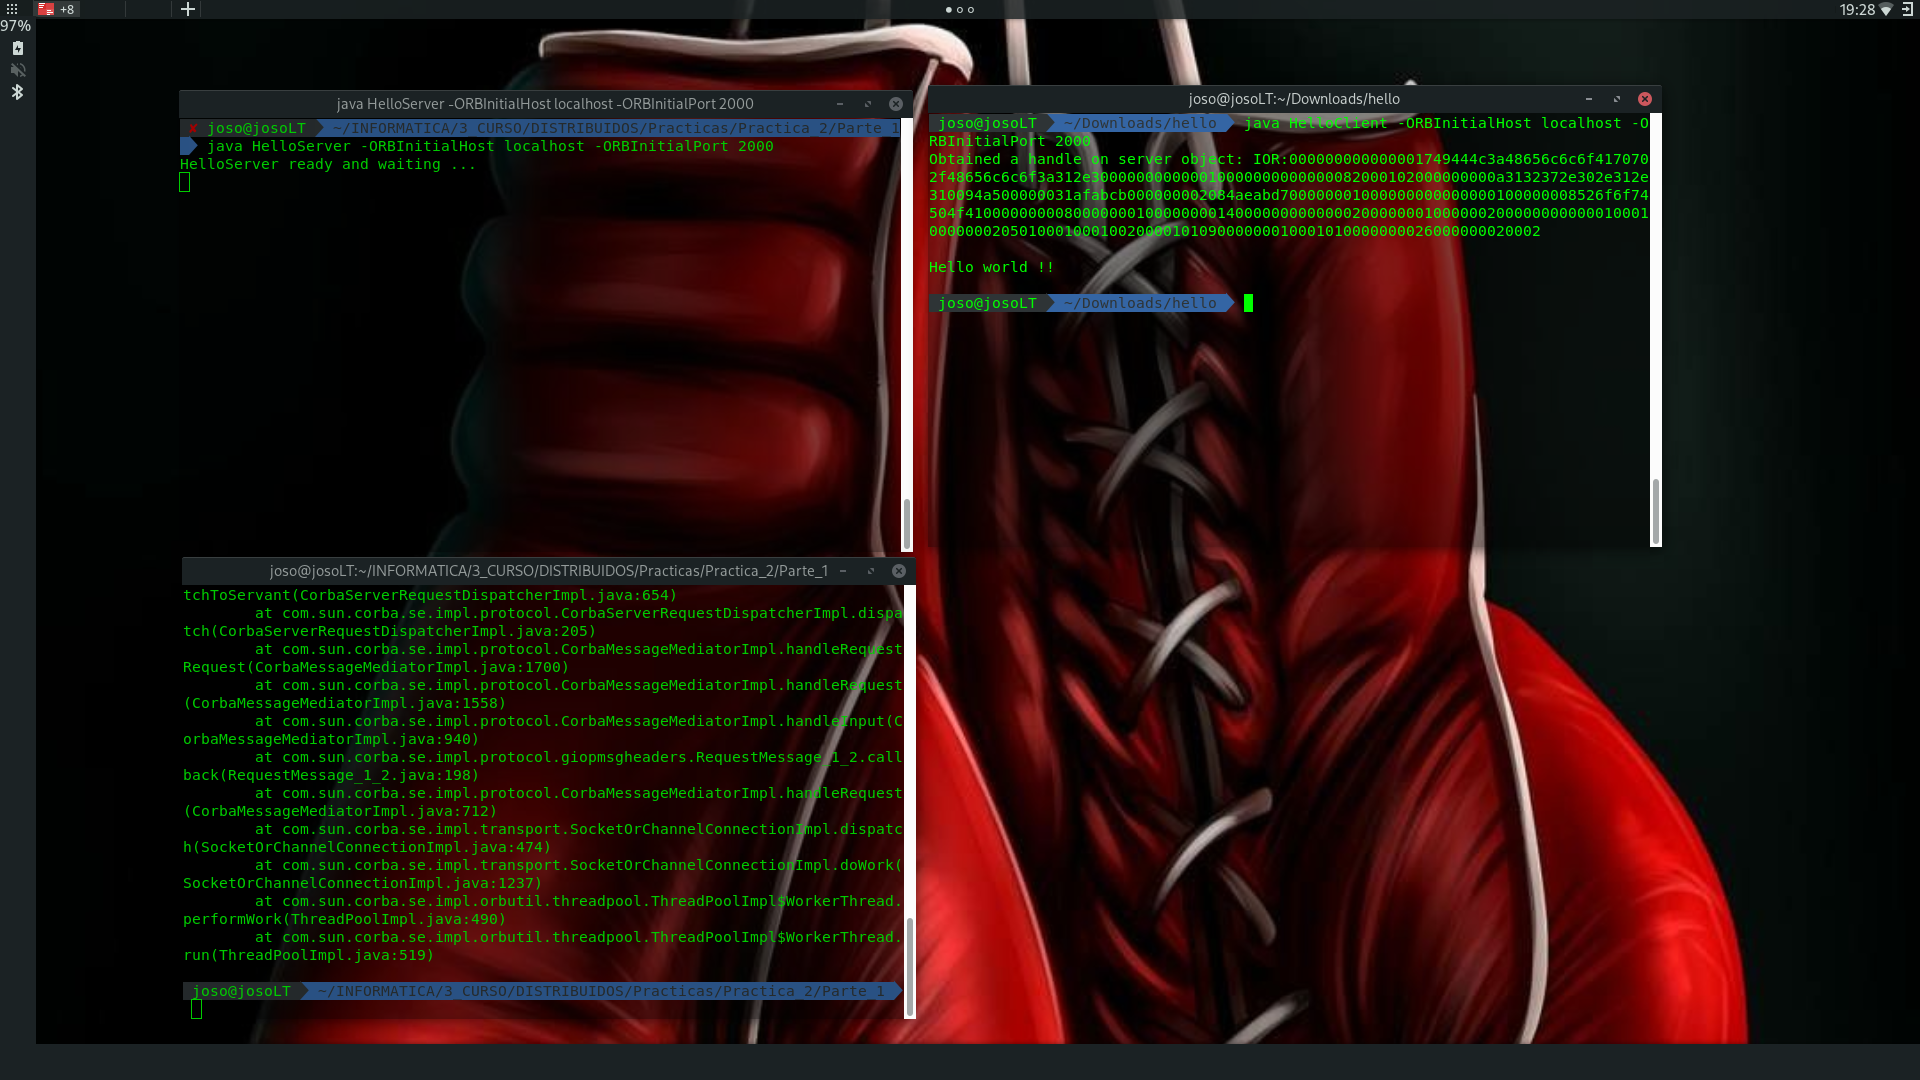 +8
19:28
97%
java HelloServer -ORBInitialHost localhost -ORBInitialPort 2000
✘ joso@josoLT ~/INFORMATICA/3_CURSO/DISTRIBUIDOS/Practicas/Practica_2/Parte_1
java HelloServer -ORBInitialHost localhost -ORBInitialPort 2000
HelloServer ready and waiting ...
joso@josoLT:~/Downloads/hello
joso@josoLT ~/Downloads/hello java HelloClient -ORBInitialHost localhost -O
RBInitialPort 2000
Obtained a handle on server object: IOR:000000000000001749444c3a48656c6c6f417070
2f48656c6c6f3a312e30000000000000010000000000000082000102000000000a3132372e302e312e
310094a500000031afabcb0000000002084aeabd700000001000000000000000100000008526f6f74
504f410000000008000000010000000014000000000000020000000100000020000000000000010001
0000000205010001000100200001010900000001000101000000002600000002 0002
Hello world !!
joso@josoLT ~/Downloads/hello
joso@josoLT:~/INFORMATICA/3_CURSO/DISTRIBUIDOS/Practicas/Practica_2/Parte_1
tchToServant(CorbaServerRequestDispatcherImpl.java:654)
at com.sun.corba.se.impl.protocol.CorbaServerRequestDispatcherImpl.dispa
tch(CorbaServerRequestDispatcherImpl.java:205)
at com.sun.corba.se.impl.protocol.CorbaMessageMediatorImpl.handleRequest
Request(CorbaMessageMediatorImpl.java:1700)
at com.sun.corba.se.impl.protocol.CorbaMessageMediatorImpl.handleRequest
(CorbaMessageMediatorImpl.java:1558)
at com.sun.corba.se.impl.protocol.CorbaMessageMediatorImpl.handleInput(C
orbaMessageMediatorImpl.java:940)
at com.sun.corba.se.impl.protocol.giopmsgheaders.RequestMessage_1_2.call
back(RequestMessage_1_2.java:198)
at com.sun.corba.se.impl.protocol.CorbaMessageMediatorImpl.handleRequest
(CorbaMessageMediatorImpl.java:712)
at com.sun.corba.se.impl.transport.SocketOrChannelConnectionImpl.dispatc
h(SocketOrChannelConnectionImpl.java:474)
at com.sun.corba.se.impl.transport.SocketOrChannelConnectionImpl.doWork(
SocketOrChannelConnectionImpl.java:1237)
at com.sun.corba.se.impl.orbutil.threadpool.ThreadPoolImpl$WorkerThread.
performWork(ThreadPoolImpl.java:490)
at com.sun.corba.se.impl.orbutil.threadpool.ThreadPoolImpl$WorkerThread.
run(ThreadPoolImpl.java:519)
joso@josoLT ~/INFORMATICA/3_CURSO/DISTRIBUIDOS/Practicas/Practica_2/Parte_1